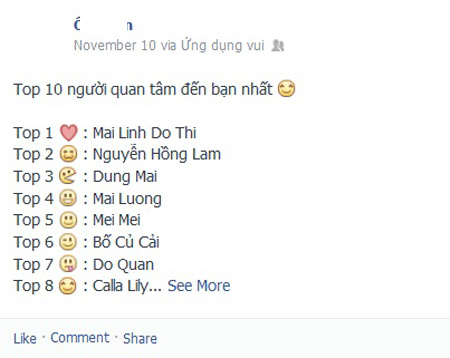 November 10 via Ứng dụng vui
Top 10 người quan tâm đến bạn nhất
Top 1 : Mai Linh Do Thi
Top 2 : Nguyễn Hồng Lam
Top 3 : Dung Mai
Top 4 : Mai Luong
Top 5 : Mei Mei
Top 6 : Bố Củ Cải
Top 7 : Do Quan
Top 8 : Calla Lily... See More
Like · Comment · Share